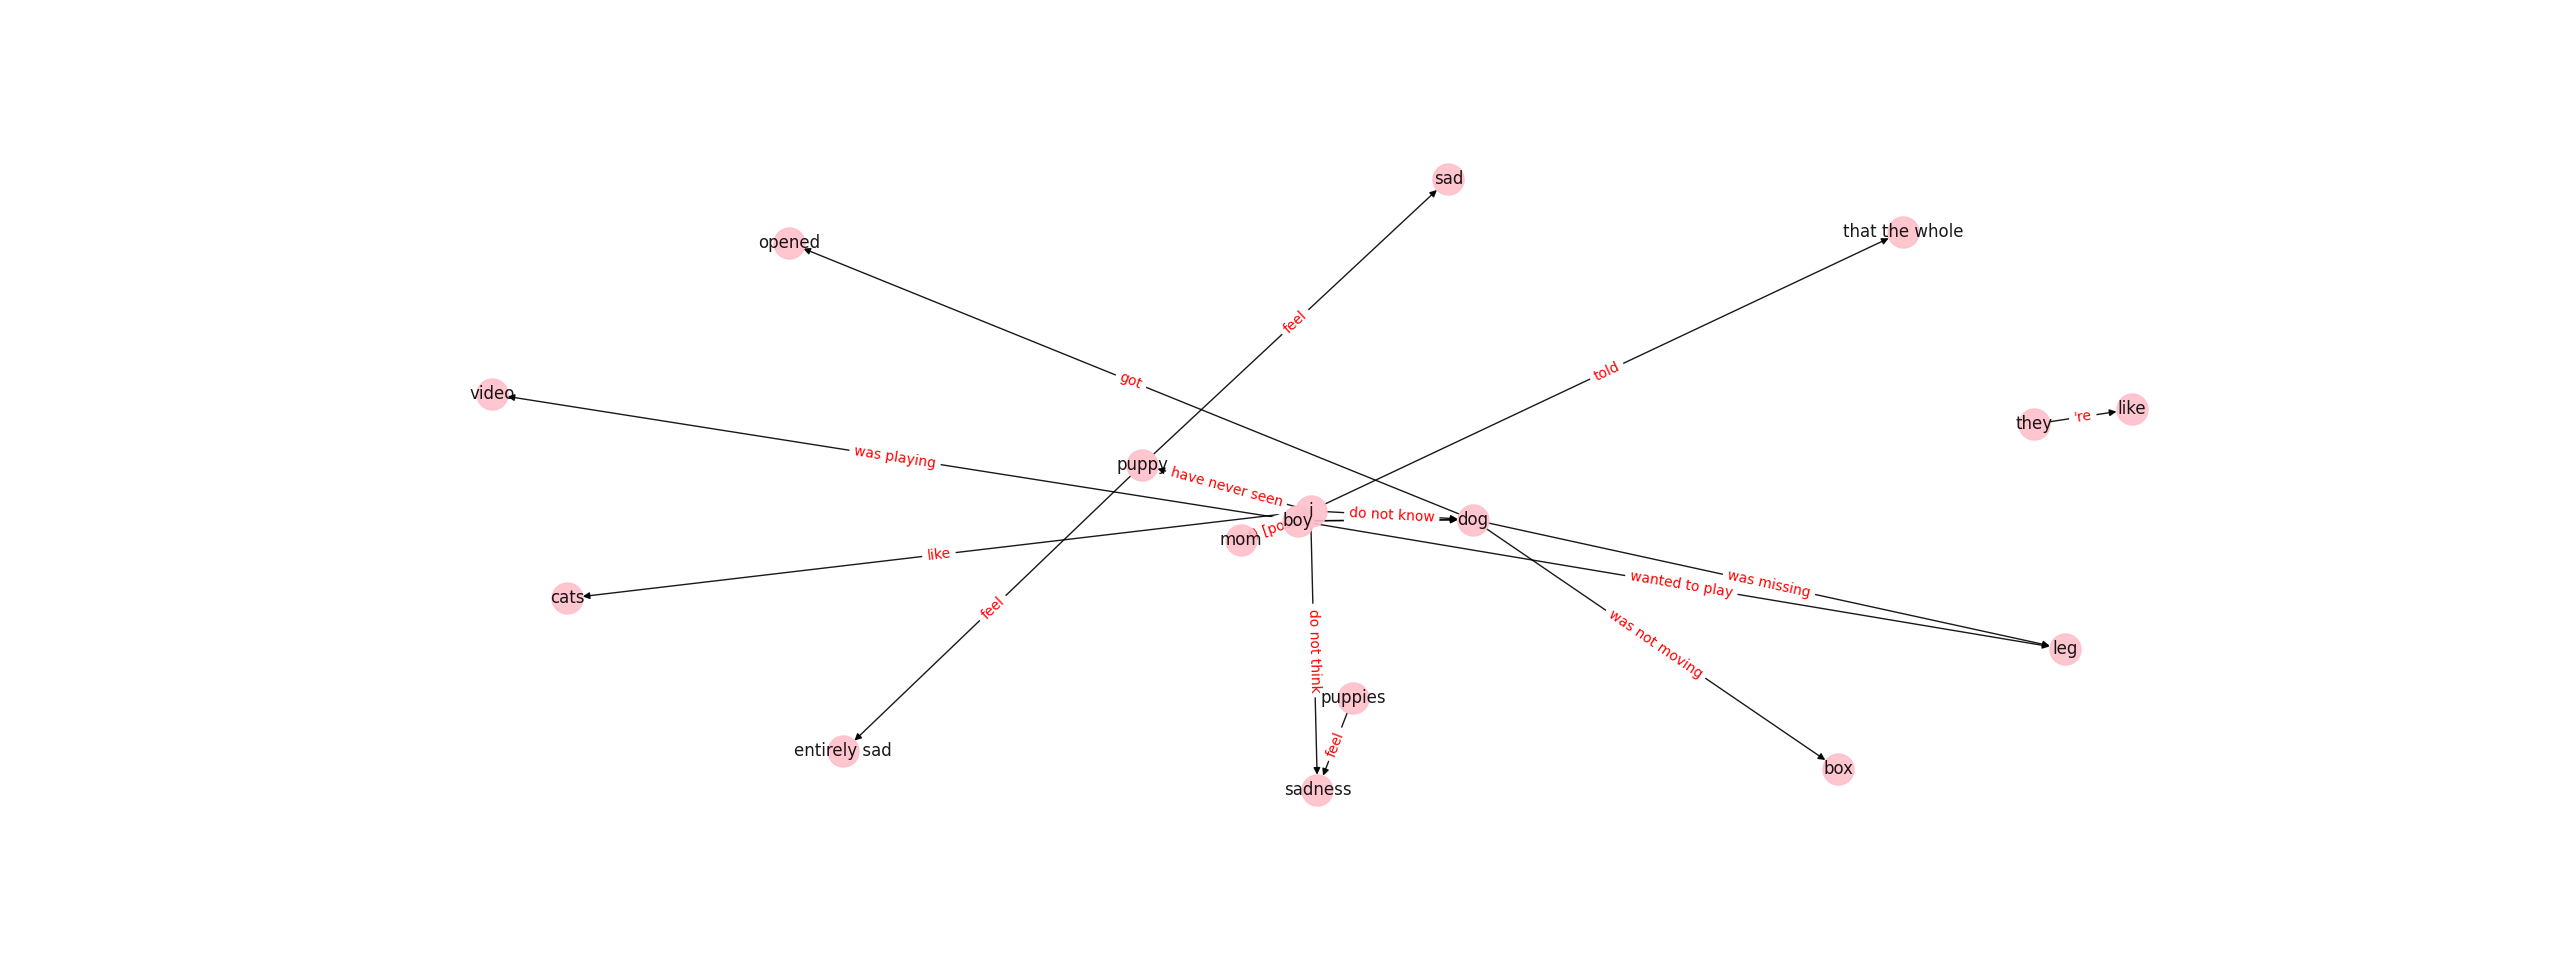 sad
that the whole
opened
feel
told
got
video
like
they
're
was playing
puppy
have never seen
i
do not know
dog
boy
mom
) [po
like
was missing
wanted to play
cats
feel
was not moving
leg
do not think
puppies
feel
entirely sad
box
sadness